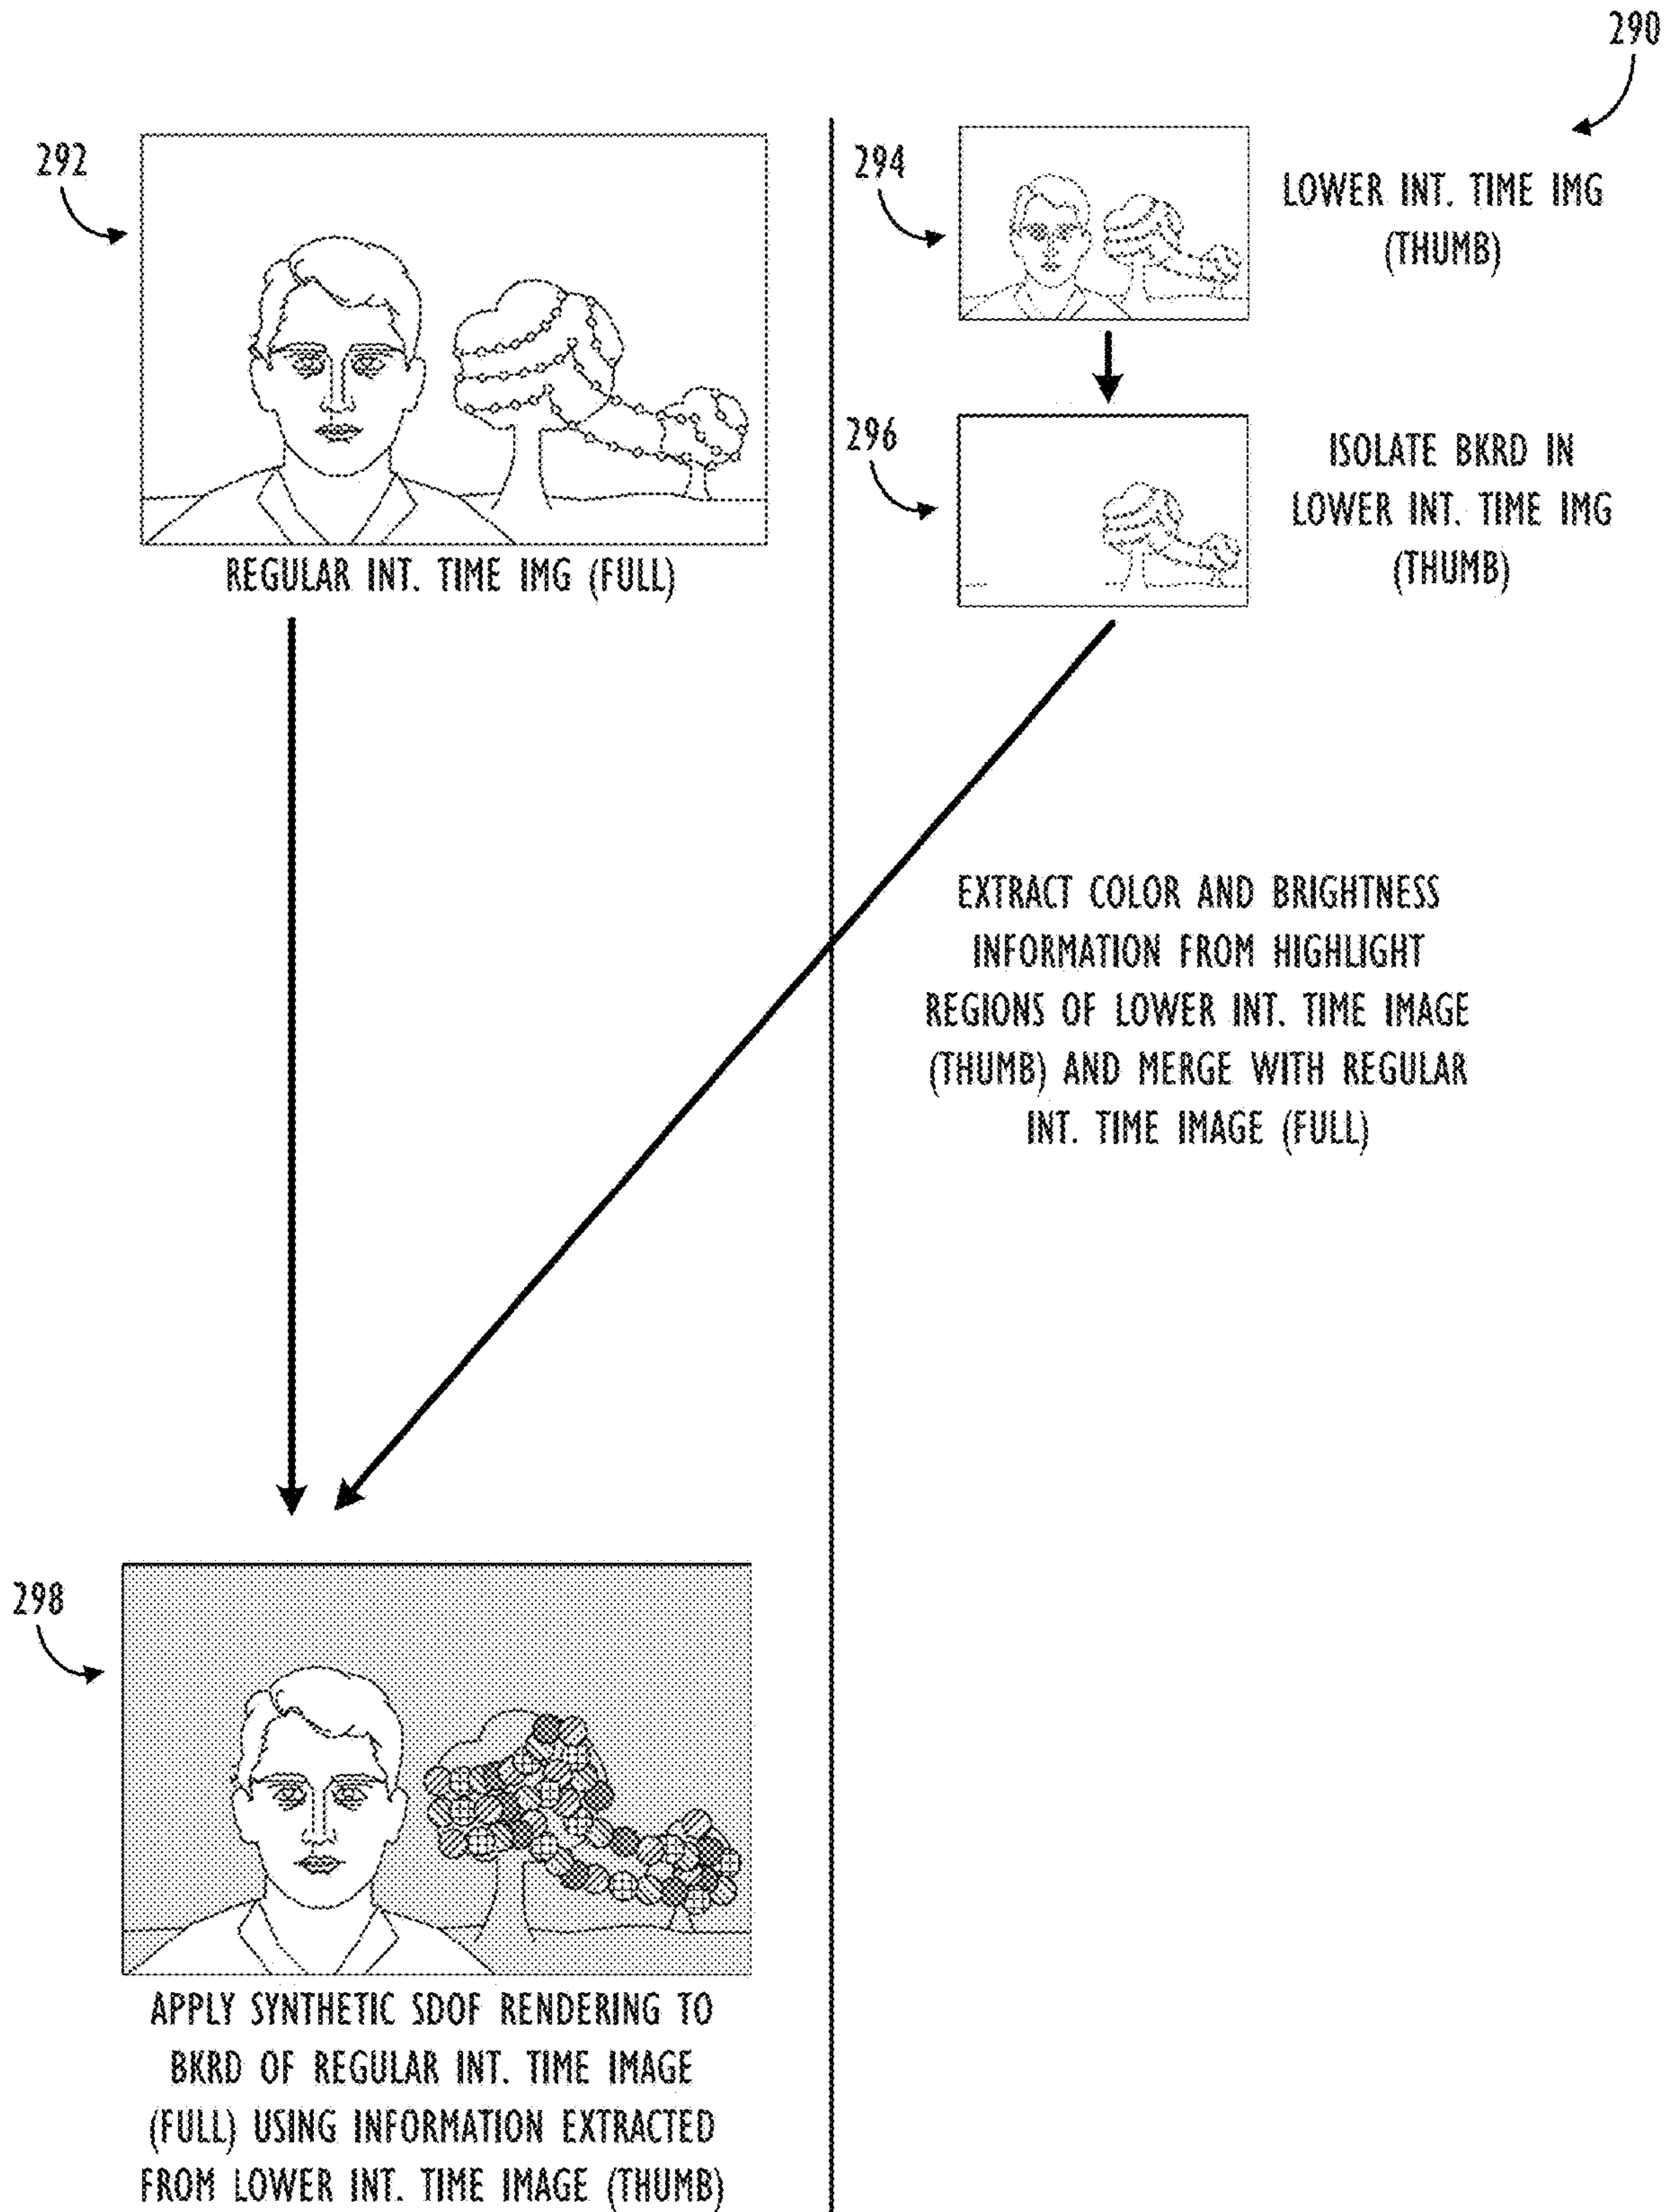 290
292
294
LOWER INT. TIME IMG
(THUMB)
296
ISOLATE BKRD IN
LOWER INT. TIME IMG
(THUMB)
REGULAR INT. TIME IMG (FULL)
EXTRACT COLOR AND BRIGHTNESS
INFORMATION FROM HIGHLIGHT
REGIONS OF LOWER INT. TIME IMAGE
(THUMB) AND MERGE WITH REGULAR
INT. TIME IMAGE (FULL)
298
APPLY SYNTHETIC SDOF RENDERING TO
BKRD OF REGULAR INT. TIME IMAGE
(FULL) USING INFORMATION EXTRACTED
FROM LOWER INT. TIME IMAGE (THUMB)